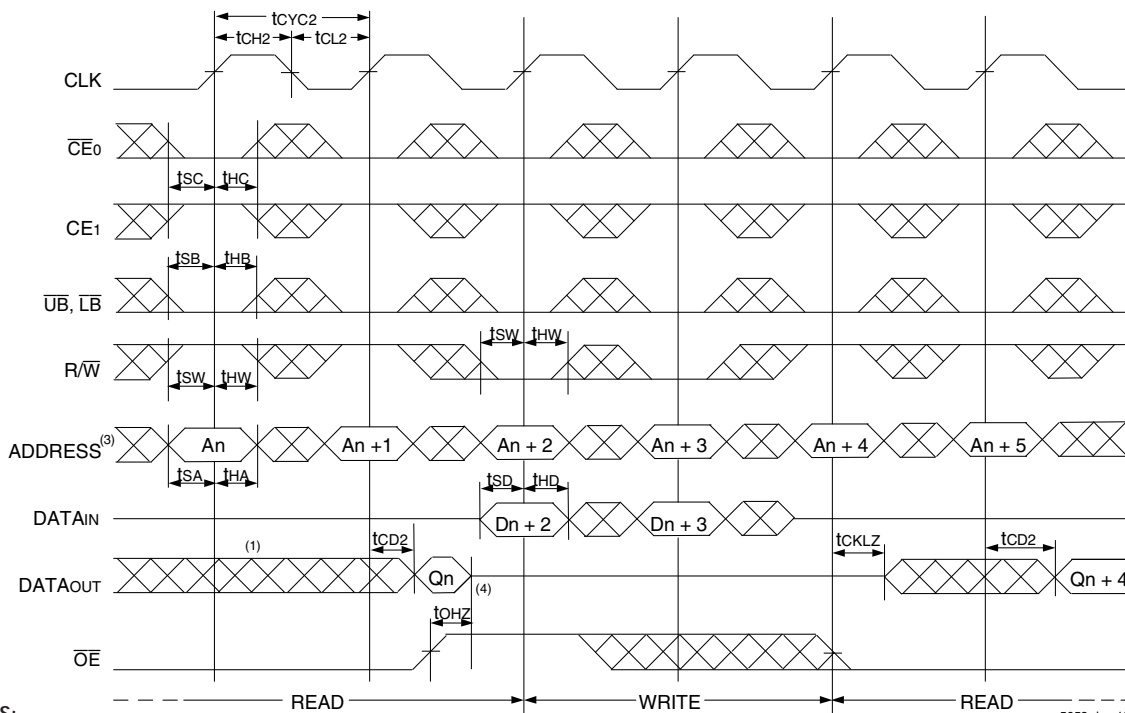 tCYC2
tCH2 tCL2
CLK
CE0
tSC tHC
CE1
tSB tHB
UB, LB
tSW tHW
R/W
tSW tHW
ADDRESS(3) An An +1 An + 2 An + 3 An + 4 An + 5
tSA tHA
tSD tHD
DATAIN Dn + 2 Dn + 3
(1) tCD2 tCKLZ tCD2
DATAOUT Qn (4) Qn + 4
tOHZ
OE
READ WRITE READ